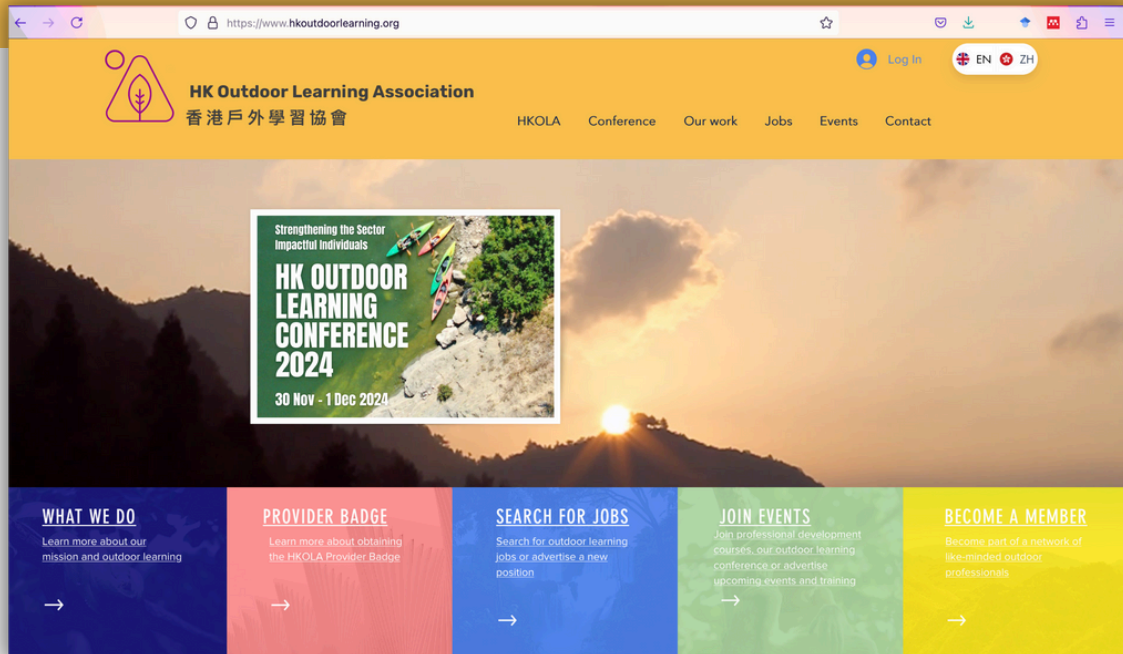 https://www.hkoutdoorlearning.org
Log In
EN ZH
HK Outdoor Learning Association
香港戶外學習協會
HKOLA Conference Our work Jobs Events Contact
Strengthening the Sector
Impactful Individuals
HK OUTDOOR
LEARNING
CONFERENCE
2024
30 Nov - 1 Dec 2024
WHAT WE DO
Learn more about our
mission and outdoor learning
PROVIDER BADGE
Learn more about obtaining
the HKOLA Provider Badge
SEARCH FOR JOBS
Search for outdoor learning
jobs or advertise a new
position
JOIN EVENTS
Join professional development
courses, our outdoor learning
conference or advertise
upcoming events and training
BECOME A MEMBER
Become part of a network of
like-minded outdoor
professionals